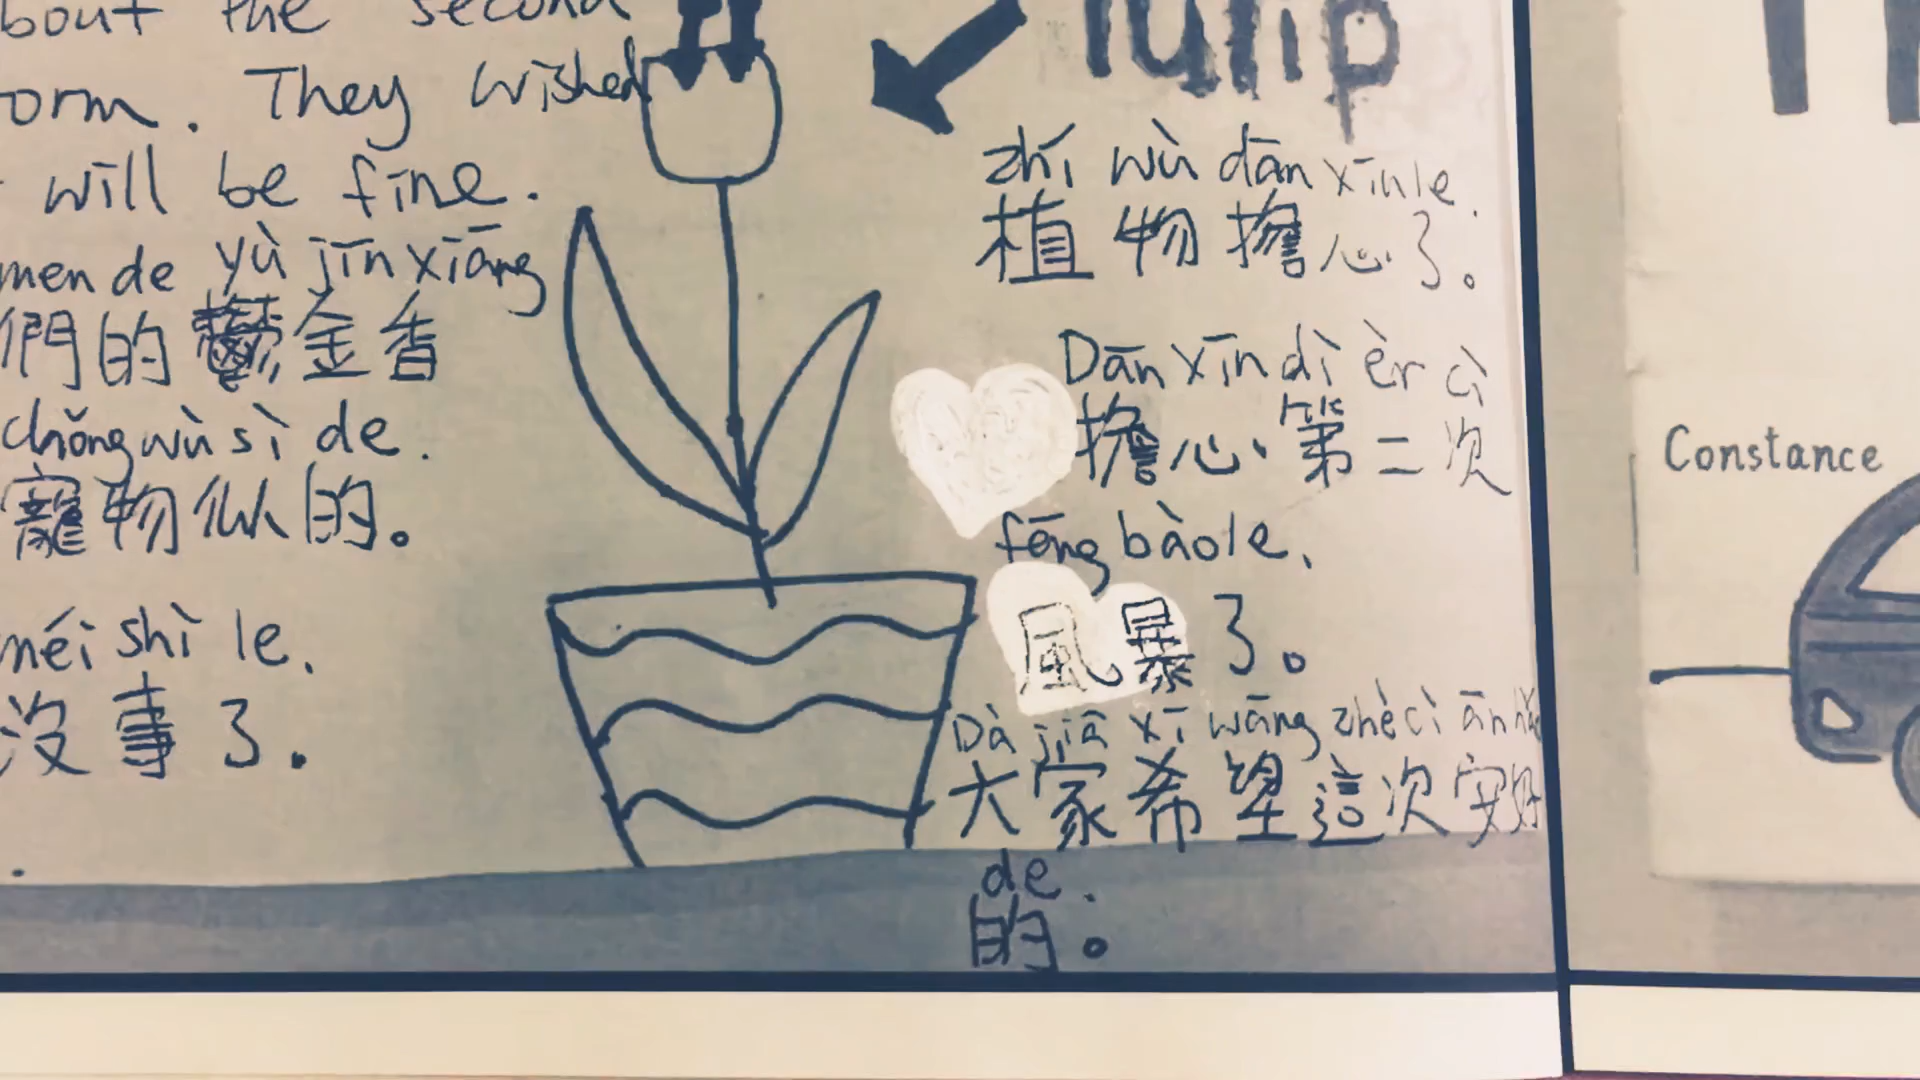 bout the second
orm. They wished
will be fine.
men de yù jīn xiāng
們的鬱金香
chǒng wù sì de.
寵物似的。
méi shì le.
沒事了。
Tulip
zhí wù dān xīn le.
植物擔心了。
Dān xīn dì èr cì
擔心第二次
fēng bào le.
風暴了。
Dà jiā xī wāng zhè cì ān
大家希望這次安好
de.
的。
Constance